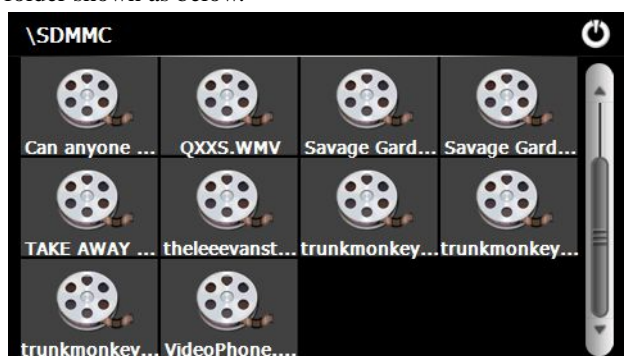 folder shown as below.
\SDMMC
Can anyone ... QXXS.WMV Savage Gard... Savage Gard...
TAKE AWAY ... theleeevanst... trunkmonkey... trunkmonkey...
trunkmonkey... VideoPhone....